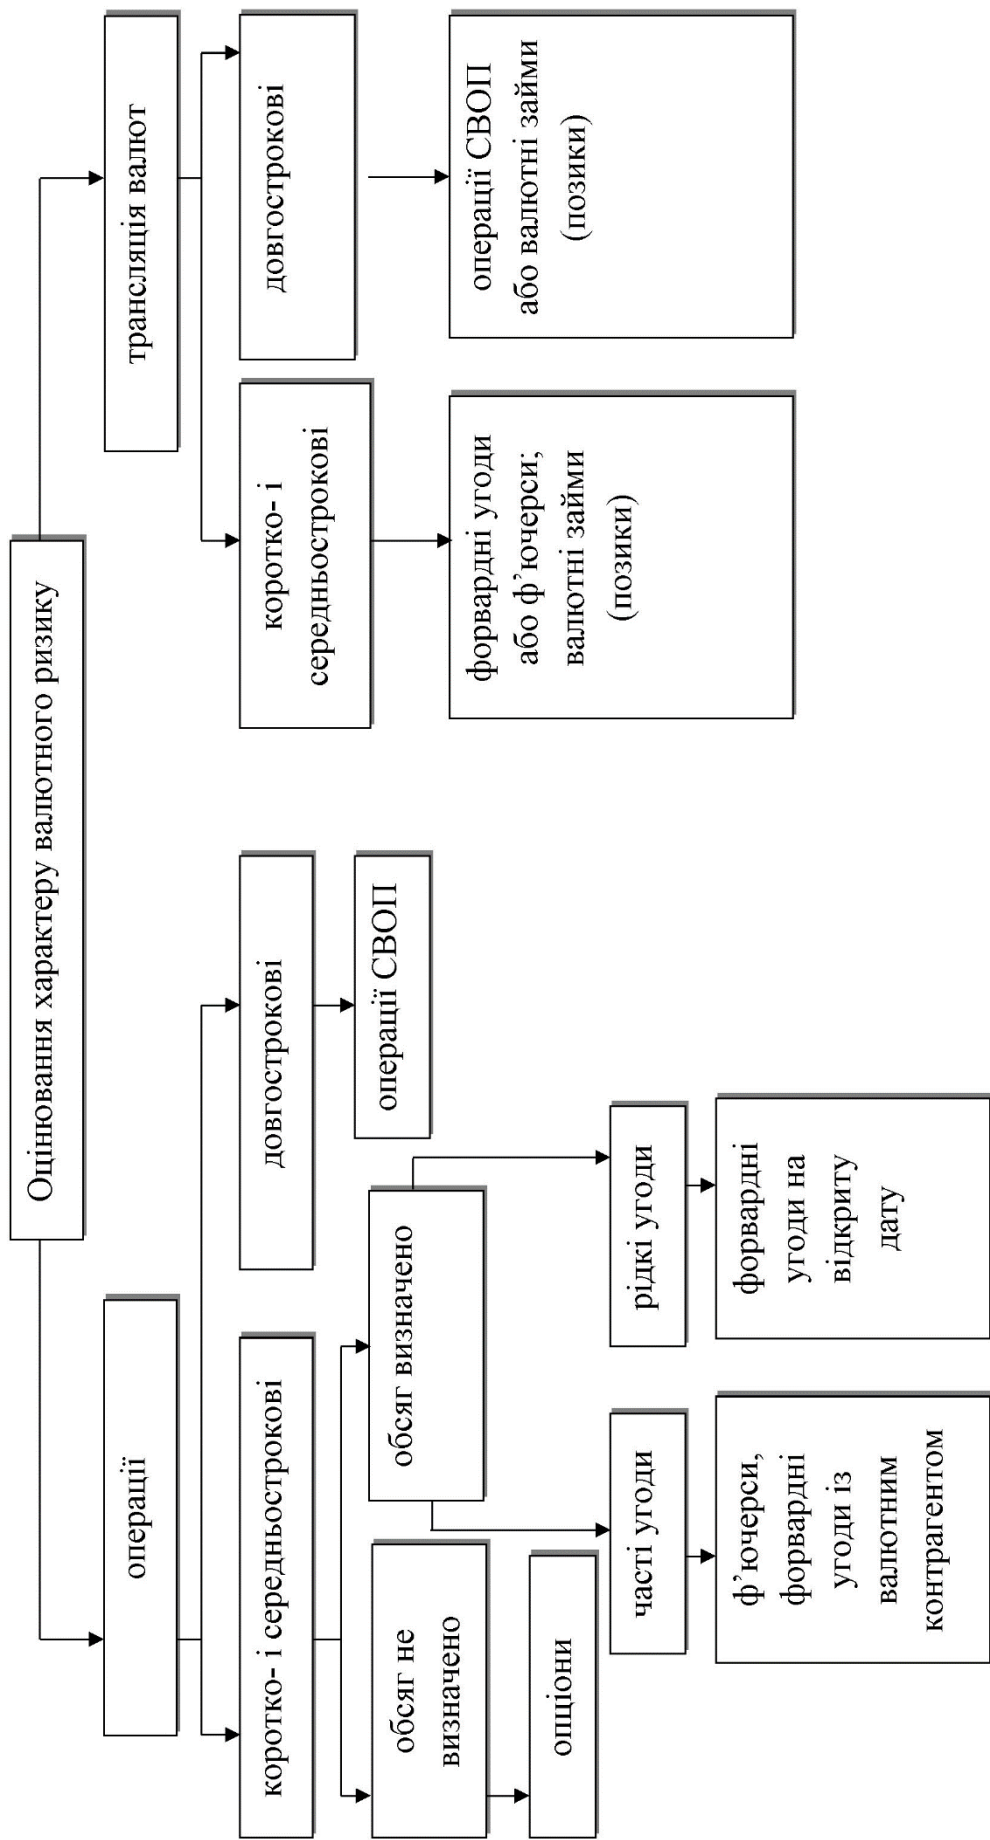 Оцінювання характеру валютного ризику
операції
трансляція валют
коротко- і середньострокові
довгострокові
коротко- і
середньострокові
довгострокові
обсяг не
визначено
обсяг визначено
операції СВОП
форвардні угоди
або ф’ючерси;
валютні займи
(позики)
операції СВОП
або валютні займи
(позики)
опціони
часті угоди
рідкі угоди
ф’ючерси,
форвардні
угоди із
валютним
контрагентом
форвардні
угоди на
відкриту
дату